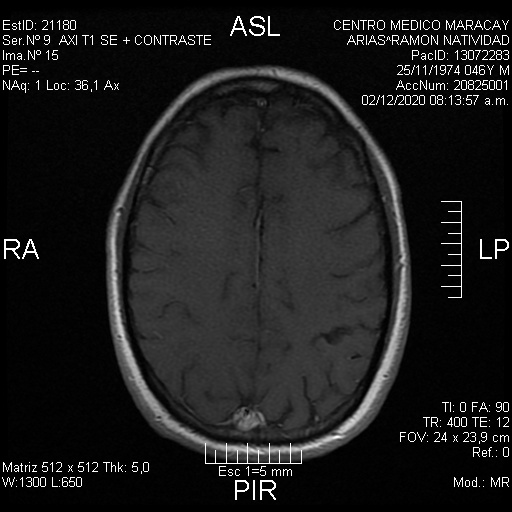 EstID: 21180
Ser.Nº 9 AXI T1 SE + CONTRASTE
Ima.Nº 15
PE= --
NAq: 1 Loc: 36,1 Ax
ASL
CENTRO MEDICO MARACAY
ARIAS^RAMON NATIVIDAD
PacID: 13072283
25/11/1974 046Y M
AccNum: 20825001
02/12/2020 08:13:57 a.m.
RA
LP
TI: 0 FA: 90
TR: 400 TE: 12
FOV: 24 x 23,9 cm
Ref.: 0
Matriz 512 x 512 Thk: 5,0
W:1300 L:650
Esc 1=5 mm
PIR
Mod.: MR